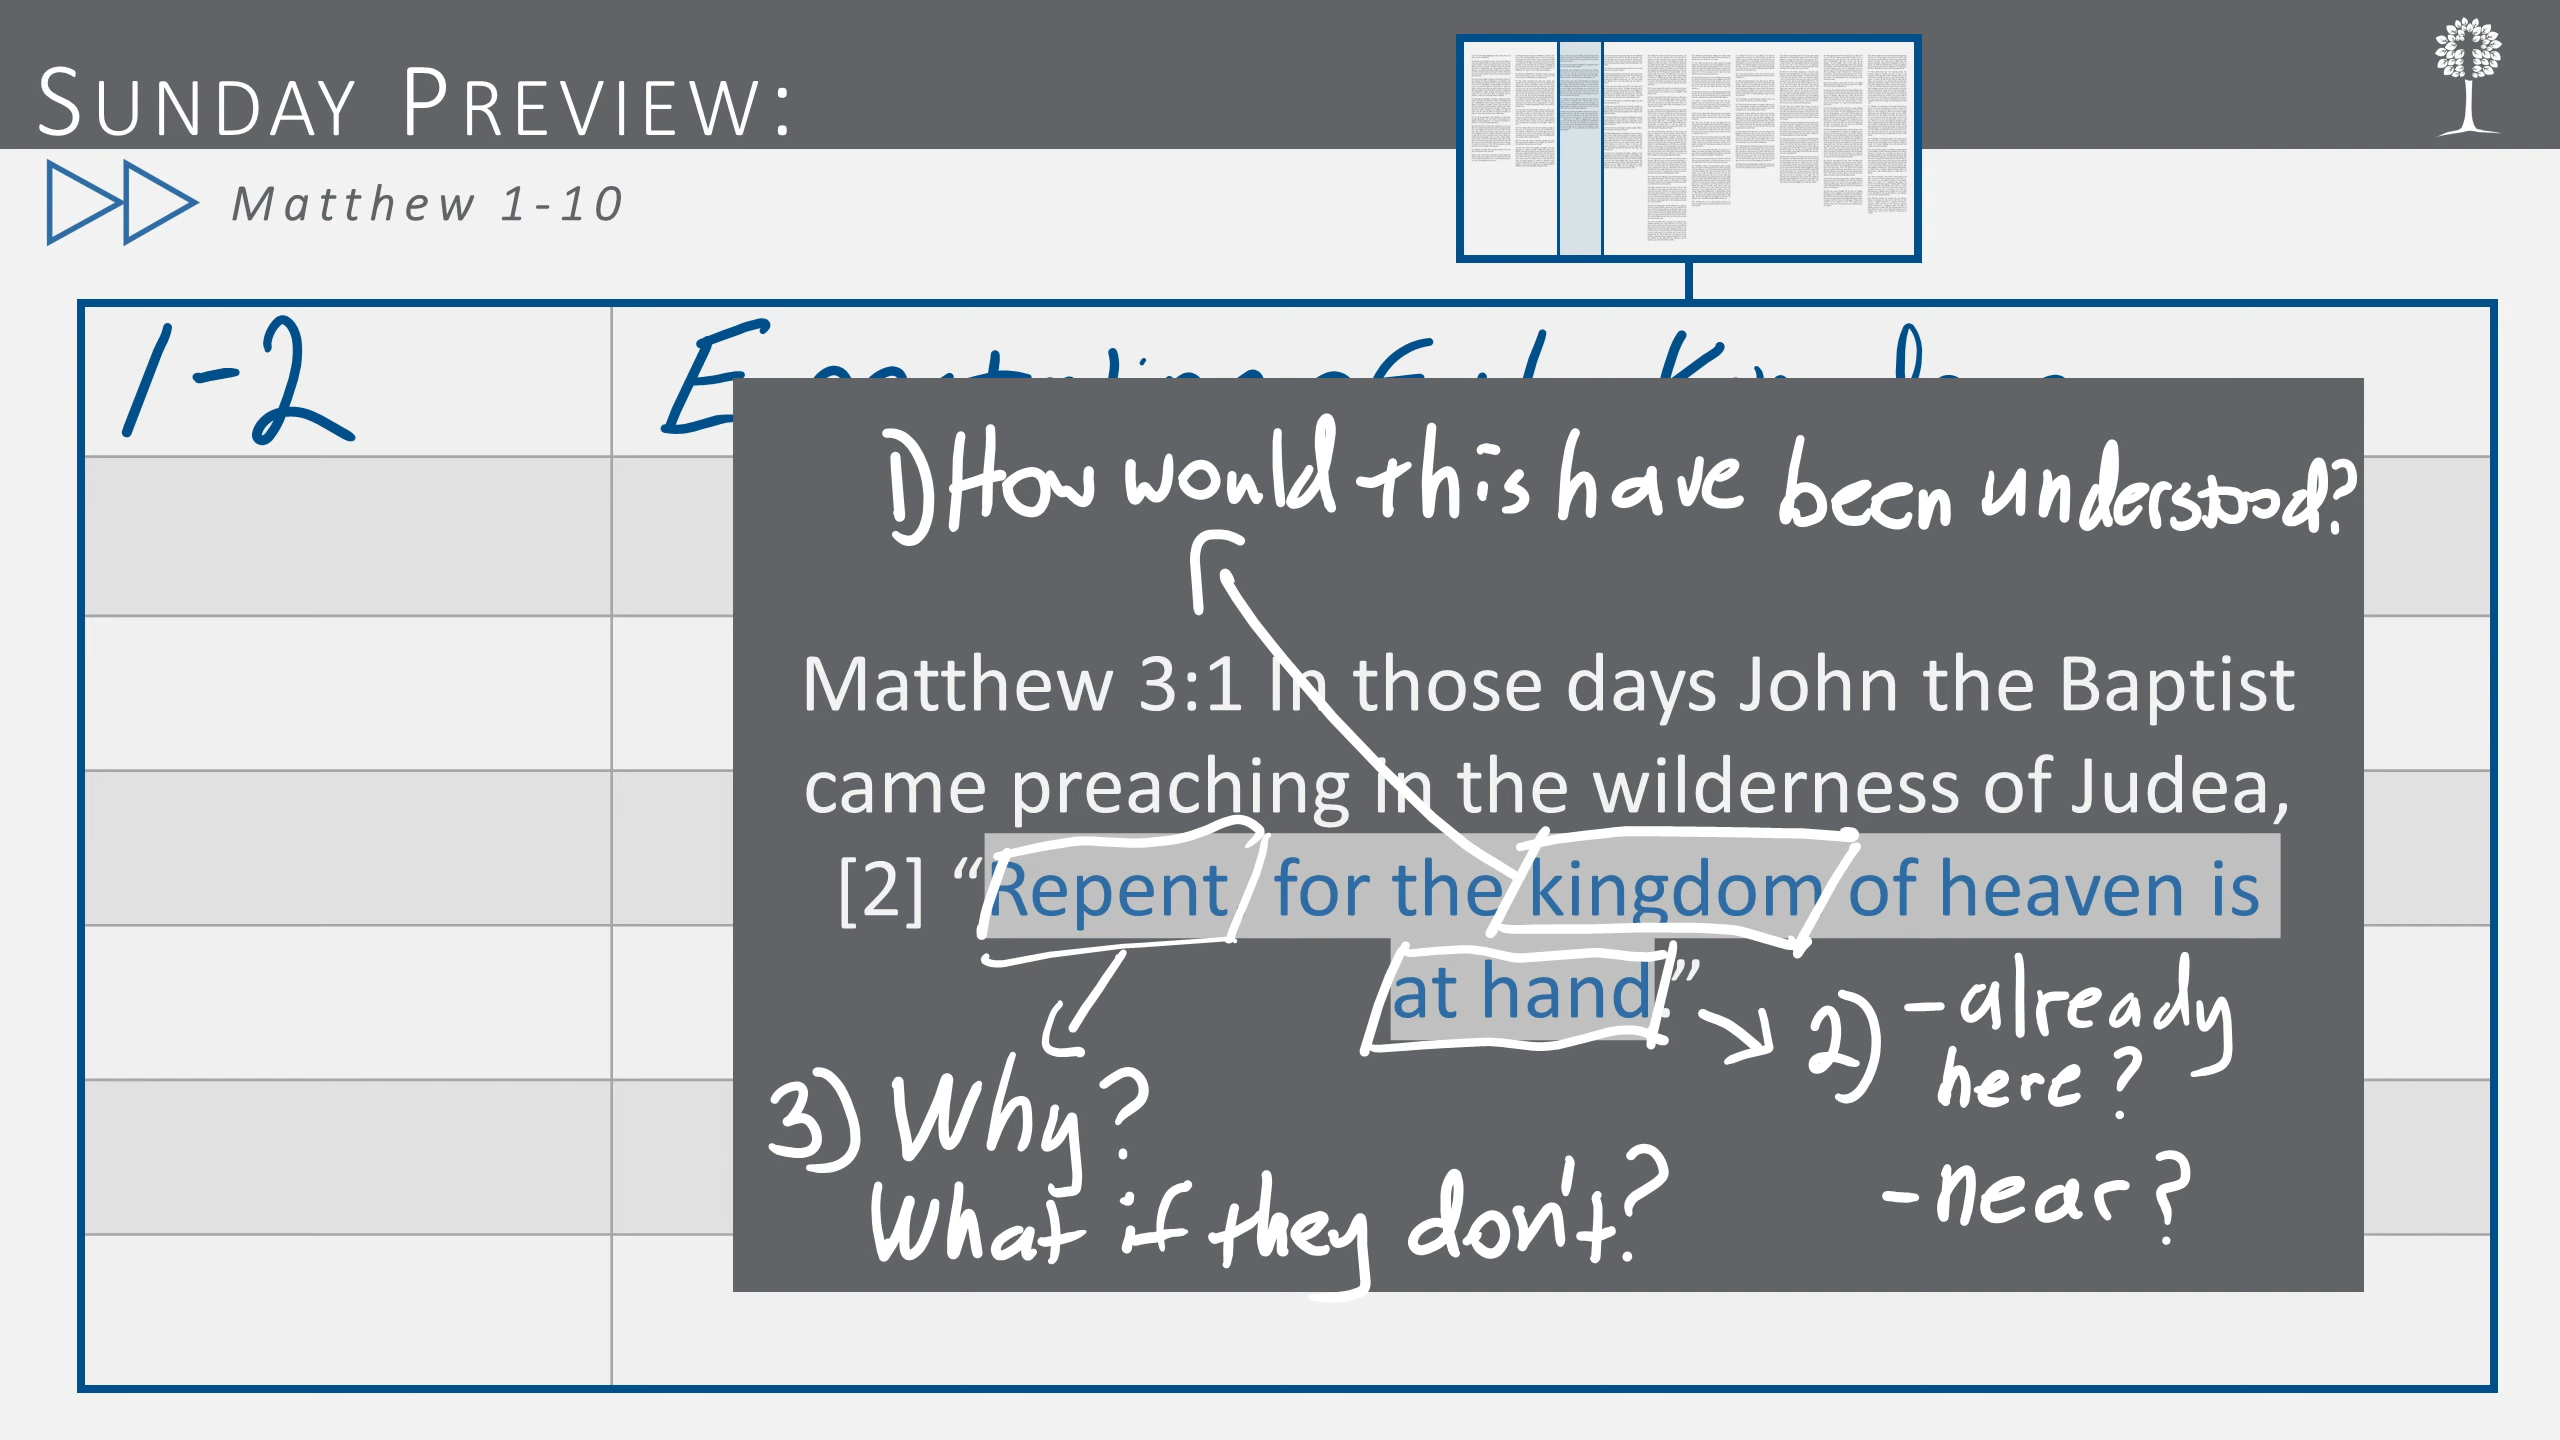 SUNDAY PREVIEW:
Matthew 1-10
1-2
1) How would this have been understood?
Matthew 3:1 In those days John the Baptist
came preaching in the wilderness of Judea,
[2] “Repent, for the kingdom of heaven is
at hand.”
2) - already
here?
- near?
3) Why?
What if they don't?